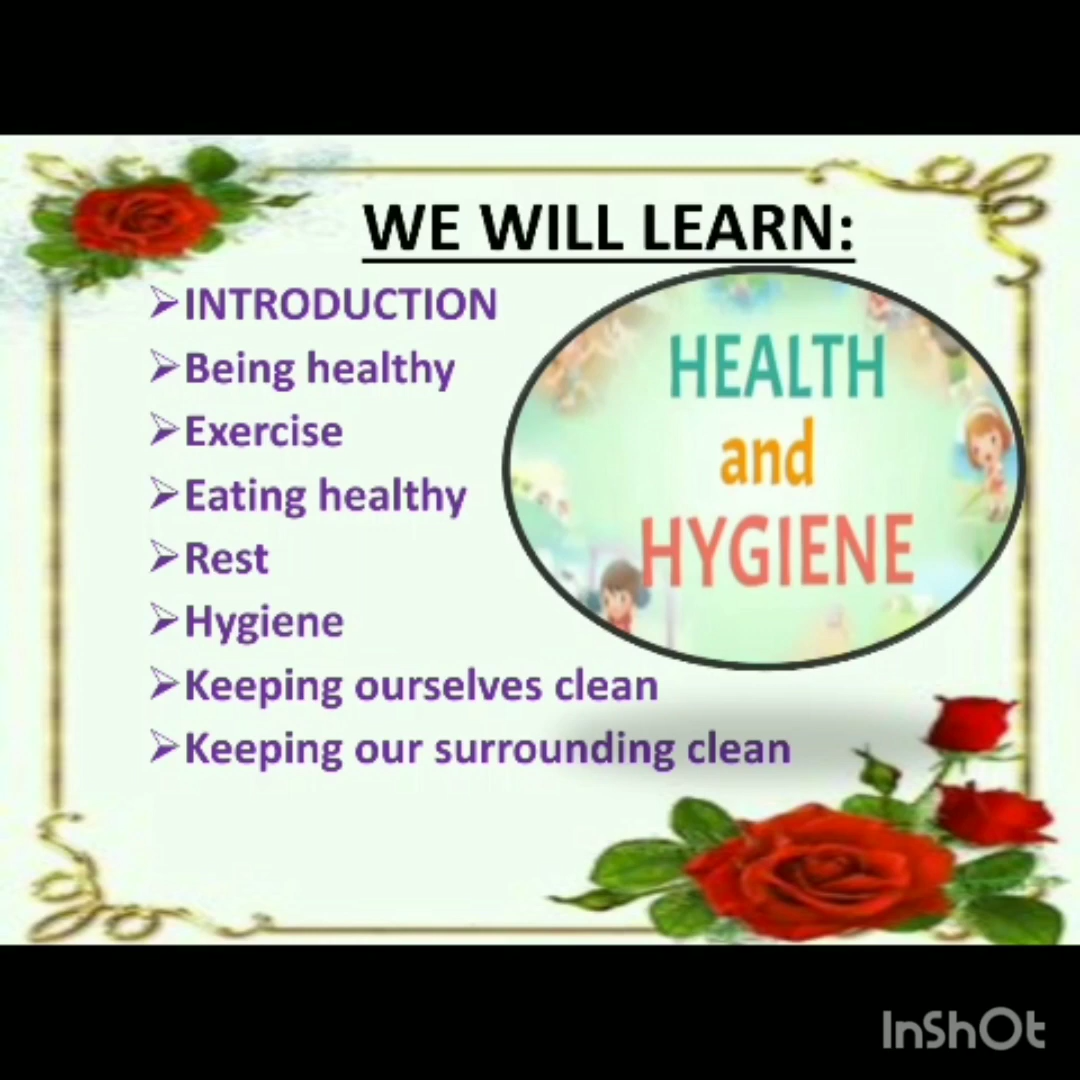 WE WILL LEARN:
➢INTRODUCTION
➢Being healthy
➢Exercise
➢Eating healthy
➢Rest
➢Hygiene
➢Keeping ourselves clean
➢Keeping our surrounding clean
HEALTH
and
HYGIENE
InShOt